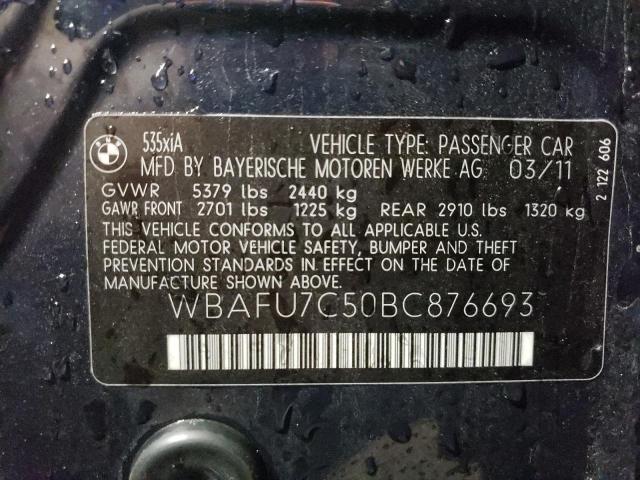 BMW
535xiA VEHICLE TYPE: PASSENGER CAR
MFD BY BAYERISCHE MOTOREN WERKE AG 03/11
GVWR 5379 lbs 2440 kg
GAWR FRONT 2701 lbs 1225 kg REAR 2910 lbs 1320 kg
THIS VEHICLE CONFORMS TO ALL APPLICABLE U.S.
FEDERAL MOTOR VEHICLE SAFETY, BUMPER AND THEFT
PREVENTION STANDARDS IN EFFECT ON THE DATE OF
MANUFACTURE SHOWN ABOVE.
WBAFU7C50BC876693
2 122 606